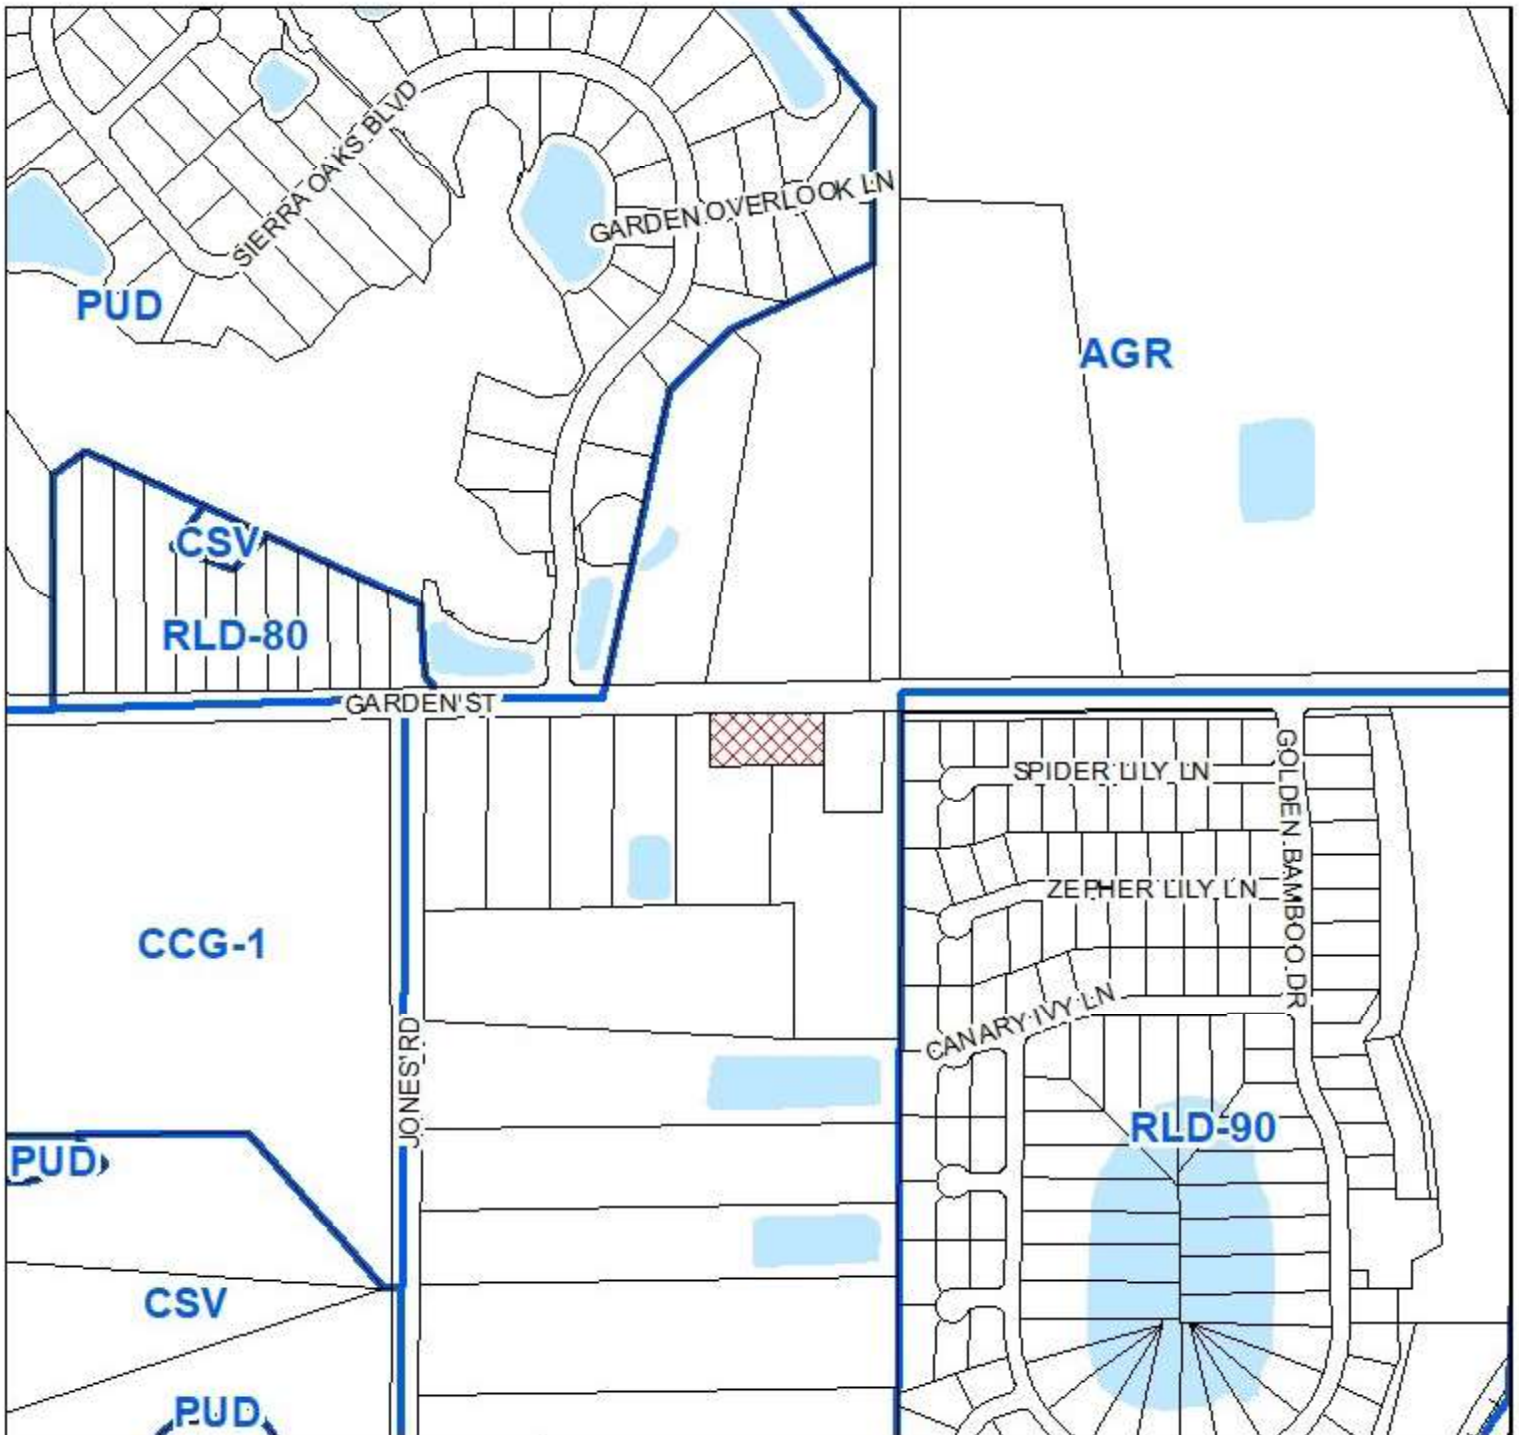 SIERRA OAKS BLVD
GARDEN OVERLOOK LN
PUD
AGR
CSV
RLD-80
GARDEN ST
SPIDER LILY LN
GOLDEN BAMBOO DR
ZEPHER LILY LN
CCG-1
CANARY IVY LN
JONES RD
RLD-90
PUD
CSV
PUD